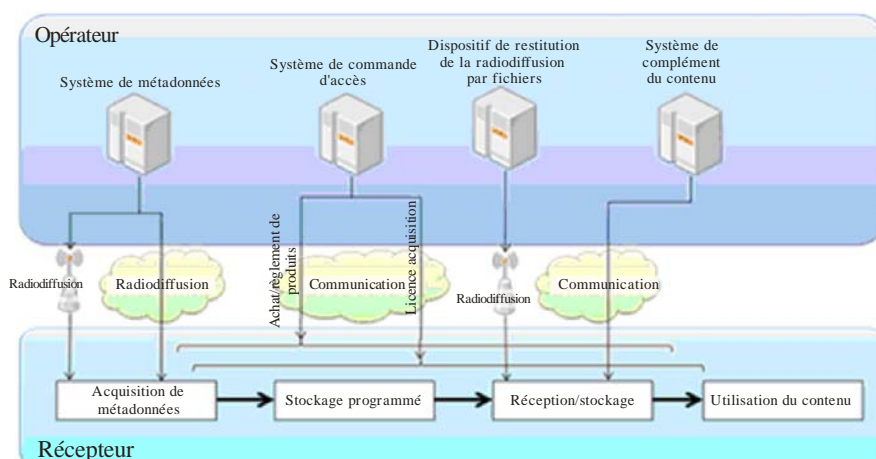 Opérateur
Système de métadonnées
Système de commande
d'accès
Dispositif de restitution
de la radiodiffusion
par fichiers
Système de
complément
du contenu
Radiodiffusion
Radiodiffusion
Achat/règlement de
produits
Communication
Licence acquisition
Radiodiffusion
Communication
Acquisition de
métadonnées
Stockage programmé
Réception/stockage
Utilisation du contenu
Récepteur